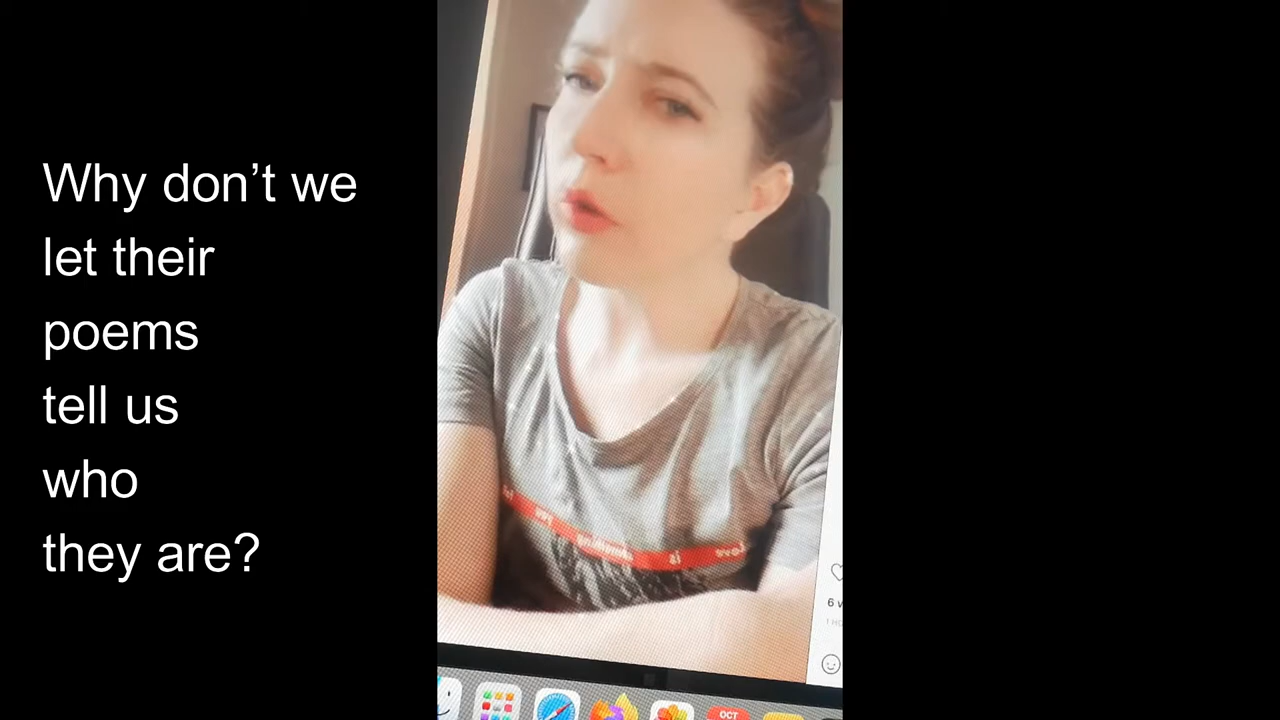 Why don’t we
let their
poems
tell us
who
they are?
OCT